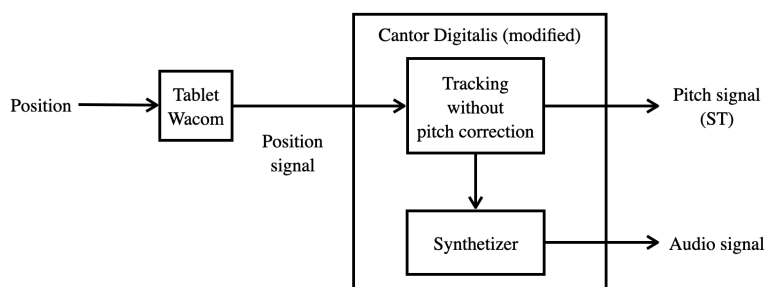 Cantor Digitalis (modified)
Position
Tablet
Wacom
Position
signal
Tracking
without
pitch correction
Pitch signal
(ST)
Synthetizer
Audio signal